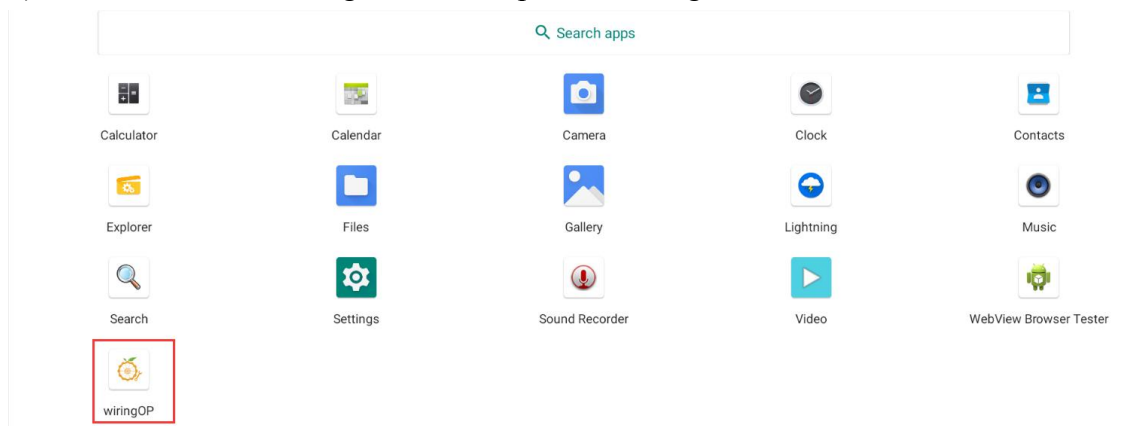 Search apps
Calculator Calendar Camera Clock Contacts
Explorer Files Gallery Lightning Music
Search Settings Sound Recorder Video WebView Browser Tester
wiringOP